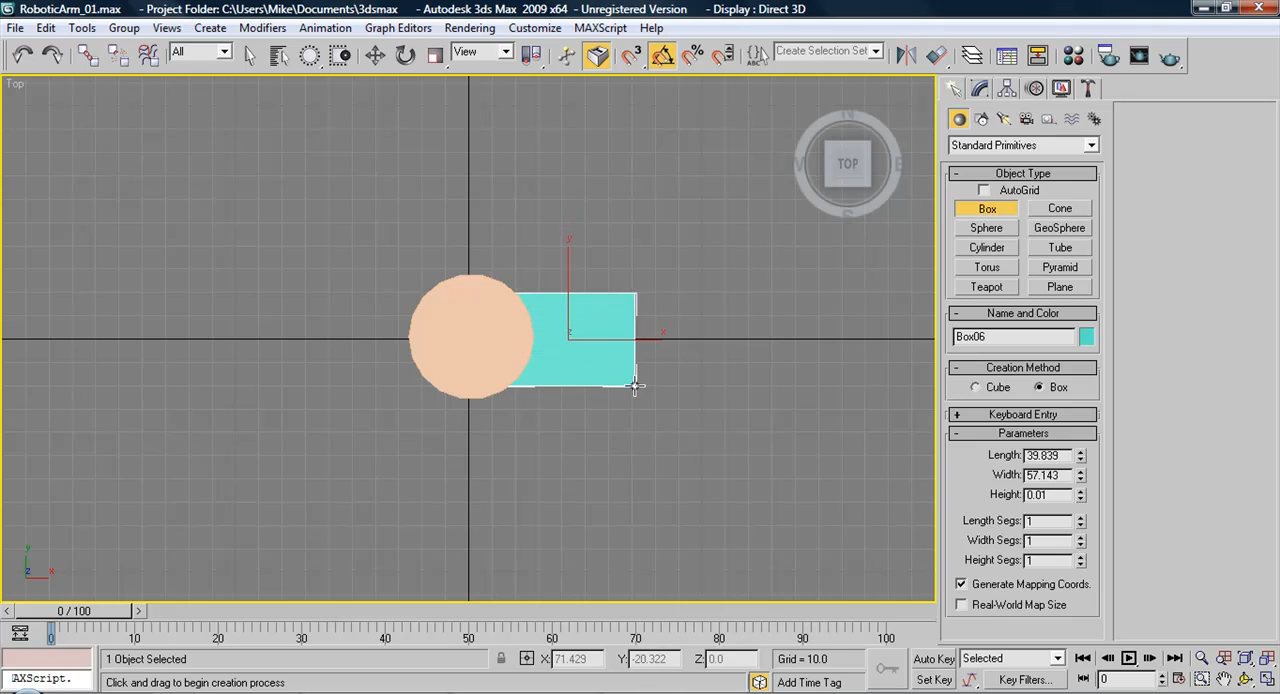 RoboticArm_01.max - Project Folder: C:\Users\Mike\Documents\3dsmax - Autodesk 3ds Max 2009 x64 - Unregistered Version - Display : Direct 3D
File Edit Tools Group Views Create Modifiers Animation Graph Editors Rendering Customize MAXScript Help
All View 3 % ABC Create Selection Set
Top
N
TOP
S
y
x
z
y
z x
Standard Primitives
- Object Type
AutoGrid
Box Cone
Sphere GeoSphere
Cylinder Tube
Torus Pyramid
Teapot Plane
- Name and Color
Box06
- Creation Method
Cube Box
+ Keyboard Entry
- Parameters
Length: 39.839
Width: 57.143
Height: 0.01
Length Segs: 1
Width Segs: 1
Height Segs: 1
Generate Mapping Coords.
Real-World Map Size
< 0 / 100 >
0 10 20 30 40 50 60 70 80 90 100
1 Object Selected X: 71.429 Y: -20.322 Z: 0.0 Grid = 10.0 Auto Key Selected
AXScript. Click and drag to begin creation process Add Time Tag Set Key Key Filters... 0